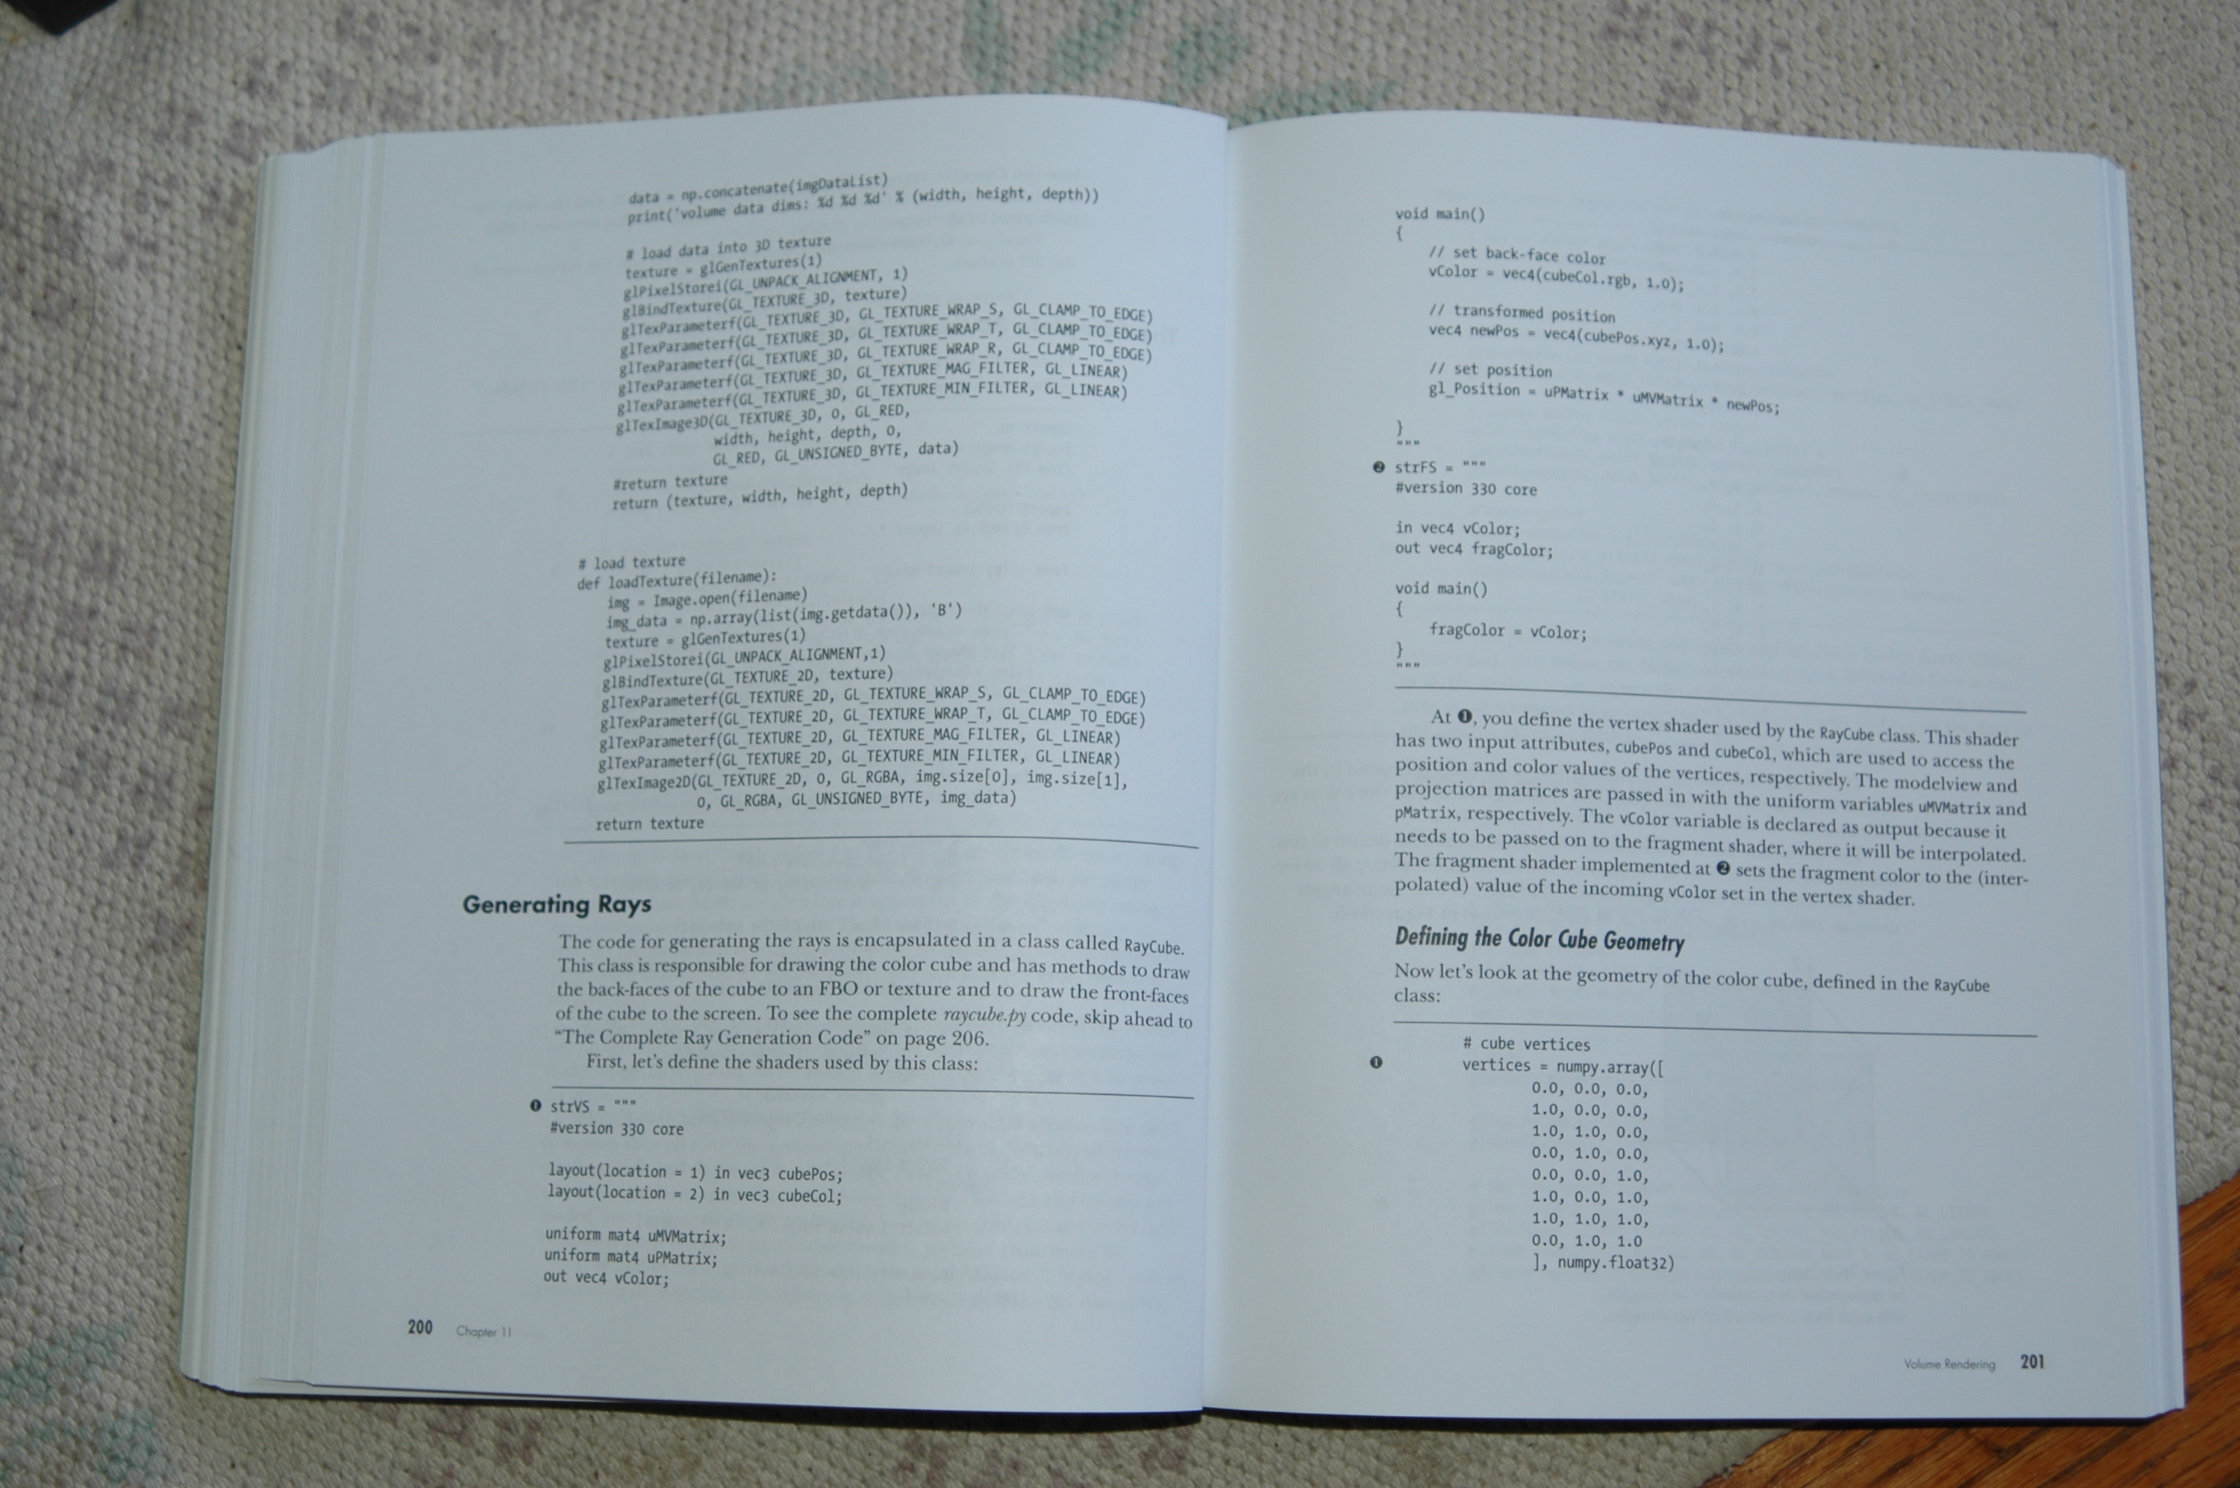 data = np.concatenate(imgDataList)
print('volume data dims: %d %d %d' % (width, height, depth))
# load data into 3D texture
texture = glGenTextures(1)
glPixelStorei(GL_UNPACK_ALIGNMENT, 1)
glBindTexture(GL_TEXTURE_3D, texture)
glTexParameterf(GL_TEXTURE_3D, GL_TEXTURE_WRAP_S, GL_CLAMP_TO_EDGE)
glTexParameterf(GL_TEXTURE_3D, GL_TEXTURE_WRAP_T, GL_CLAMP_TO_EDGE)
glTexParameterf(GL_TEXTURE_3D, GL_TEXTURE_WRAP_R, GL_CLAMP_TO_EDGE)
glTexParameterf(GL_TEXTURE_3D, GL_TEXTURE_MAG_FILTER, GL_LINEAR)
glTexParameterf(GL_TEXTURE_3D, GL_TEXTURE_MIN_FILTER, GL_LINEAR)
glTexImage3D(GL_TEXTURE_3D, 0, GL_RED,
width, height, depth, 0,
GL_RED, GL_UNSIGNED_BYTE, data)
#return texture
return (texture, width, height, depth)
# load texture
def loadTexture(filename):
img = Image.open(filename)
img_data = np.array(list(img.getdata()), 'B')
texture = glGenTextures(1)
glPixelStorei(GL_UNPACK_ALIGNMENT,1)
glBindTexture(GL_TEXTURE_2D, texture)
glTexParameterf(GL_TEXTURE_2D, GL_TEXTURE_WRAP_S, GL_CLAMP_TO_EDGE)
glTexParameterf(GL_TEXTURE_2D, GL_TEXTURE_WRAP_T, GL_CLAMP_TO_EDGE)
glTexParameterf(GL_TEXTURE_2D, GL_TEXTURE_MAG_FILTER, GL_LINEAR)
glTexParameterf(GL_TEXTURE_2D, GL_TEXTURE_MIN_FILTER, GL_LINEAR)
glTexImage2D(GL_TEXTURE_2D, 0, GL_RGBA, img.size[0], img.size[1],
0, GL_RGBA, GL_UNSIGNED_BYTE, img_data)
return texture
Generating Rays
The code for generating the rays is encapsulated in a class called RayCube.
This class is responsible for drawing the color cube and has methods to draw
the back-faces of the cube to an FBO or texture and to draw the front-faces
of the cube to the screen. To see the complete raycube.py code, skip ahead to
“The Complete Ray Generation Code” on page 206.
First, let’s define the shaders used by this class:
❶ strVS = """
#version 330 core
layout(location = 1) in vec3 cubePos;
layout(location = 2) in vec3 cubeCol;
uniform mat4 uMVMatrix;
uniform mat4 uPMatrix;
out vec4 vColor;
200 Chapter 11
void main()
{
// set back-face color
vColor = vec4(cubeCol.rgb, 1.0);
// transformed position
vec4 newPos = vec4(cubePos.xyz, 1.0);
// set position
gl_Position = uPMatrix * uMVMatrix * newPos;
}
"""
❷ strFS = """
#version 330 core
in vec4 vColor;
out vec4 fragColor;
void main()
{
fragColor = vColor;
}
"""
At ❶, you define the vertex shader used by the RayCube class. This shader
has two input attributes, cubePos and cubeCol, which are used to access the
position and color values of the vertices, respectively. The modelview and
projection matrices are passed in with the uniform variables uMVMatrix and
pMatrix, respectively. The vColor variable is declared as output because it
needs to be passed on to the fragment shader, where it will be interpolated.
The fragment shader implemented at ❷ sets the fragment color to the (inter-
polated) value of the incoming vColor set in the vertex shader.
Defining the Color Cube Geometry
Now let’s look at the geometry of the color cube, defined in the RayCube
class:
# cube vertices
❶ vertices = numpy.array([
0.0, 0.0, 0.0,
1.0, 0.0, 0.0,
1.0, 1.0, 0.0,
0.0, 1.0, 0.0,
0.0, 0.0, 1.0,
1.0, 0.0, 1.0,
1.0, 1.0, 1.0,
0.0, 1.0, 1.0
], numpy.float32)
Volume Rendering 201